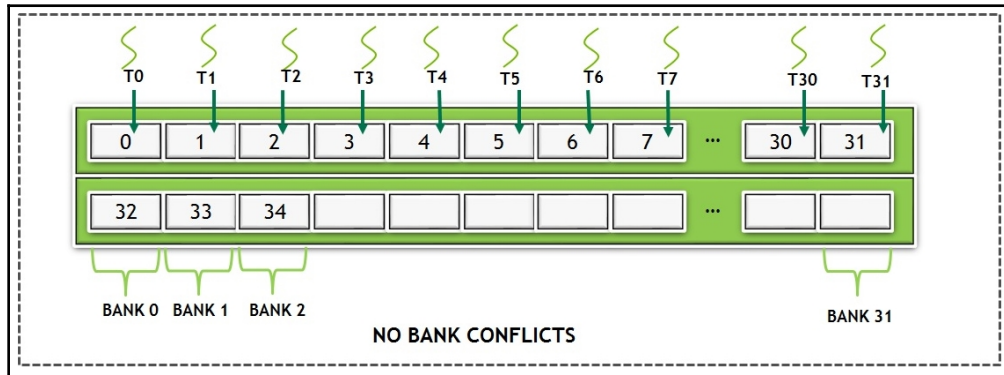 T0 T1 T2 T3 T4 T5 T6 T7 T30 T31
0 1 2 3 4 5 6 7 ... 30 31
32 33 34 ...
BANK 0 BANK 1 BANK 2 BANK 31
NO BANK CONFLICTS